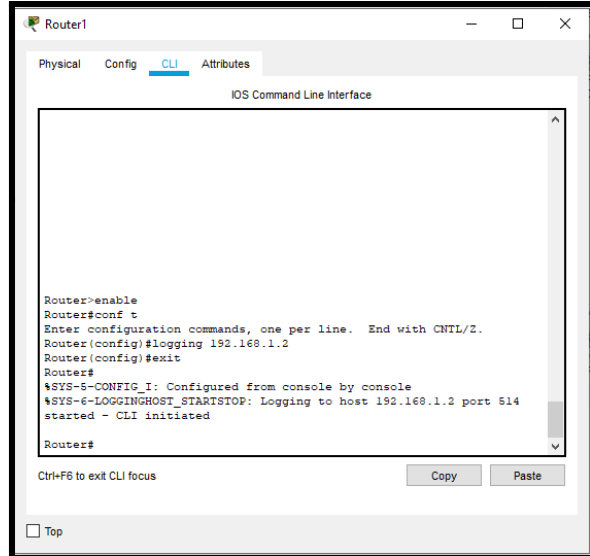 Router1
Physical Config CLI Attributes
IOS Command Line Interface
Router>enable
Router#conf t
Enter configuration commands, one per line. End with CNTL/Z.
Router(config)#logging 192.168.1.2
Router(config)#exit
Router#
%SYS-5-CONFIG_I: Configured from console by console
%SYS-6-LOGGINGHOST_STARTSTOP: Logging to host 192.168.1.2 port 514
started - CLI initiated
Router#
Ctrl+F6 to exit CLI focus
Copy Paste
Top